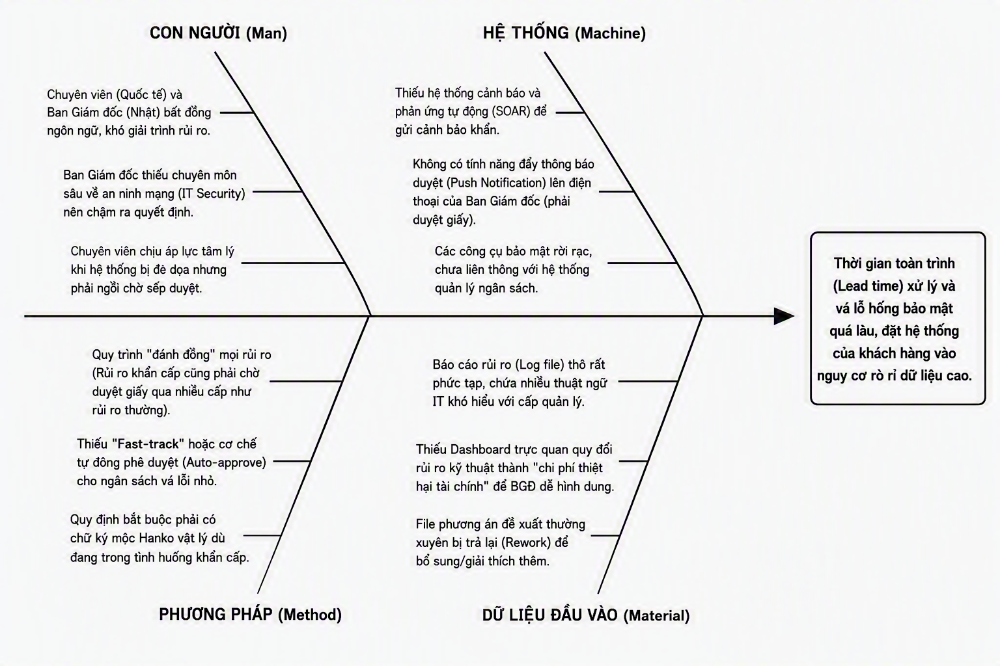 CON NGƯỜI (Man)
Chuyên viên (Quốc tế) và
Ban Giám đốc (Nhật) bất đồng
ngôn ngữ, khó giải trình rủi ro.
Ban Giám đốc thiếu chuyên môn
sâu về an ninh mạng (IT Security)
nên chậm ra quyết định.
Chuyên viên chịu áp lực tâm lý
khi hệ thống bị đe dọa nhưng
phải ngồi chờ sếp duyệt.
HỆ THỐNG (Machine)
Thiếu hệ thống cảnh báo và
phản ứng tự động (SOAR) để
gửi cảnh bảo khẩn.
Không có tính năng đẩy thông báo
duyệt (Push Notification) lên điện
thoại của Ban Giám đốc (phải
duyệt giấy).
Các công cụ bảo mật rời rạc,
chưa liên thông với hệ thống
quản lý ngân sách.
Thời gian toàn trình
(Lead time) xử lý và
vá lỗ hống bảo mật
quá làu, đặt hệ thống
của khách hàng vào
nguy cơ rò rỉ dữ liệu cao.
Quy trình "đánh đồng" mọi rủi ro
(Rủi ro khẩn cấp cũng phải chờ
duyệt giấy qua nhiều cấp như
rủi ro thường).
Thiếu "Fast-track" hoặc cơ chế
tự đông phê duyệt (Auto-approve)
cho ngân sách vá lỗi nhỏ.
Quy định bắt buộc phải có
chữ ký mộc Hanko vật lý dù
đang trong tình huống khẩn cấp.
PHƯƠNG PHÁP (Method)
Báo cáo rủi ro (Log file) thô rất
phức tạp, chứa nhiều thuật ngữ
IT khó hiểu với cấp quản lý.
Thiếu Dashboard trực quan quy đổi
rủi ro kỹ thuật thành "chi phí thiệt
hại tài chính" để BGĐ dễ hình dung.
File phương án đề xuất thường
xuyên bị trả lại (Rework) để
bổ sung/giải thích thêm.
DỮ LIỆU ĐẦU VÀO (Material)